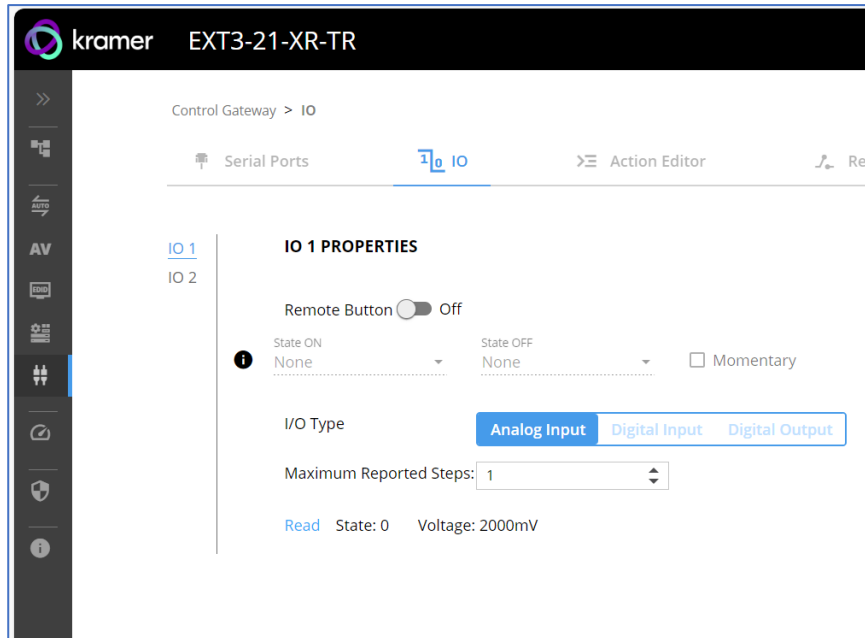 kramer EXT3-21-XR-TR
Control Gateway > IO
Serial Ports IO Action Editor Re
IO 1
IO 2
IO 1 PROPERTIES
Remote Button Off
State ON State OFF
None None Momentary
I/O Type Analog Input Digital Input Digital Output
Maximum Reported Steps: 1
Read State: 0 Voltage: 2000mV
AUTO
AV
EDID